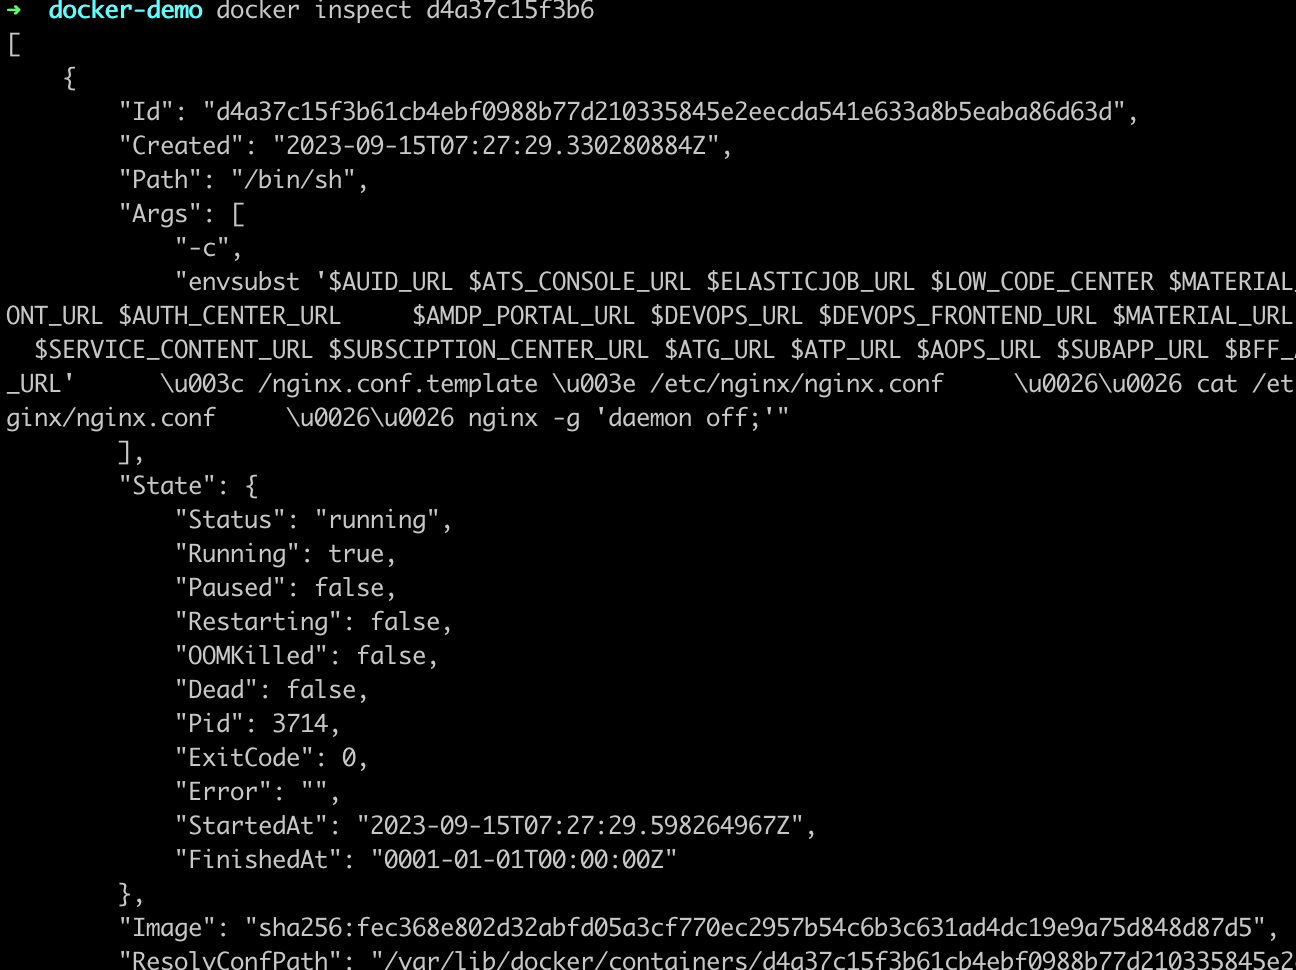 → docker-demo docker inspect d4a37c15f3b6
[
    {
        "Id": "d4a37c15f3b61cb4ebf0988b77d210335845e2eecda541e633a8b5eaba86d63d",
        "Created": "2023-09-15T07:27:29.330280884Z",
        "Path": "/bin/sh",
        "Args": [
            "-c",
            "envsubst '$AUID_URL $ATS_CONSOLE_URL $ELASTICJOB_URL $LOW_CODE_CENTER $MATERIAL_
ONT_URL $AUTH_CENTER_URL     $AMDP_PORTAL_URL $DEVOPS_URL $DEVOPS_FRONTEND_URL $MATERIAL_URL
  $SERVICE_CONTENT_URL $SUBSCIPTION_CENTER_URL $ATG_URL $ATP_URL $AOPS_URL $SUBAPP_URL $BFF_
_URL'      \u003c /nginx.conf.template \u003e /etc/nginx/nginx.conf     \u0026\u0026 cat /et
ginx/nginx.conf     \u0026\u0026 nginx -g 'daemon off;'"
        ],
        "State": {
            "Status": "running",
            "Running": true,
            "Paused": false,
            "Restarting": false,
            "OOMKilled": false,
            "Dead": false,
            "Pid": 3714,
            "ExitCode": 0,
            "Error": "",
            "StartedAt": "2023-09-15T07:27:29.598264967Z",
            "FinishedAt": "0001-01-01T00:00:00Z"
        },
        "Image": "sha256:fec368e802d32abfd05a3cf770ec2957b54c6b3c631ad4dc19e9a75d848d87d5",
        "ResolvConfPath": "/var/lib/docker/containers/d4a37c15f3b61cb4ebf0988b77d210335845e2